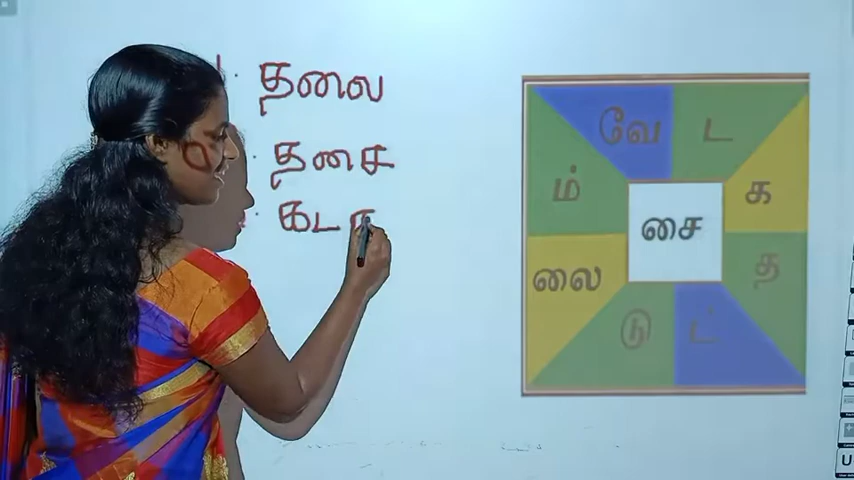 தலை
தசை
கட
வே ட
ம் க
சை
லை த
டு ட்